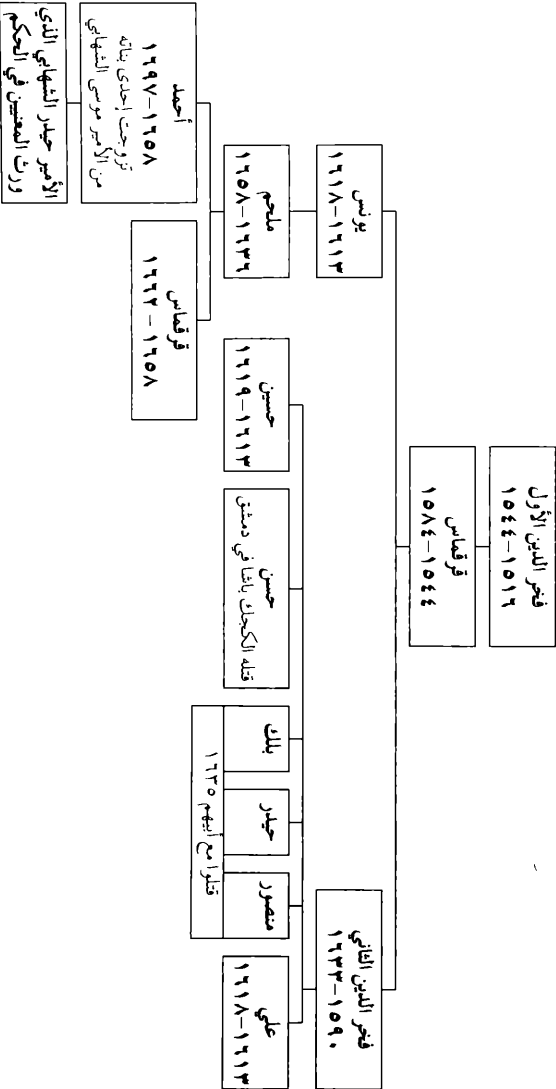 فخر الدين الأول
١٥١٦-١٥٤٤
قرقماس
١٥٤٤-١٥٨٤
فخر الدين الثاني
١٥٩٠-١٦٣٣
يونس
١٦١٣-١٦١٨
علي
١٦١٣-١٦١٨
منصور
حيدر
بلك
قتلوا مع أبيهم ١٦٣٥
حسن
قتله الكجك باشا في دمشق
حسين
١٦١٣-١٦١٩
ملحم
١٦٣٦-١٦٥٨
قرقماس
١٦٥٨-١٦٦٢
أحمد
١٦٥٨-١٦٩٧
تزوجت إحدى بناته
من الأمير موسى الشهابي
الأمير حيدر الشهابي الذي
ورث المعنيين في الحكم